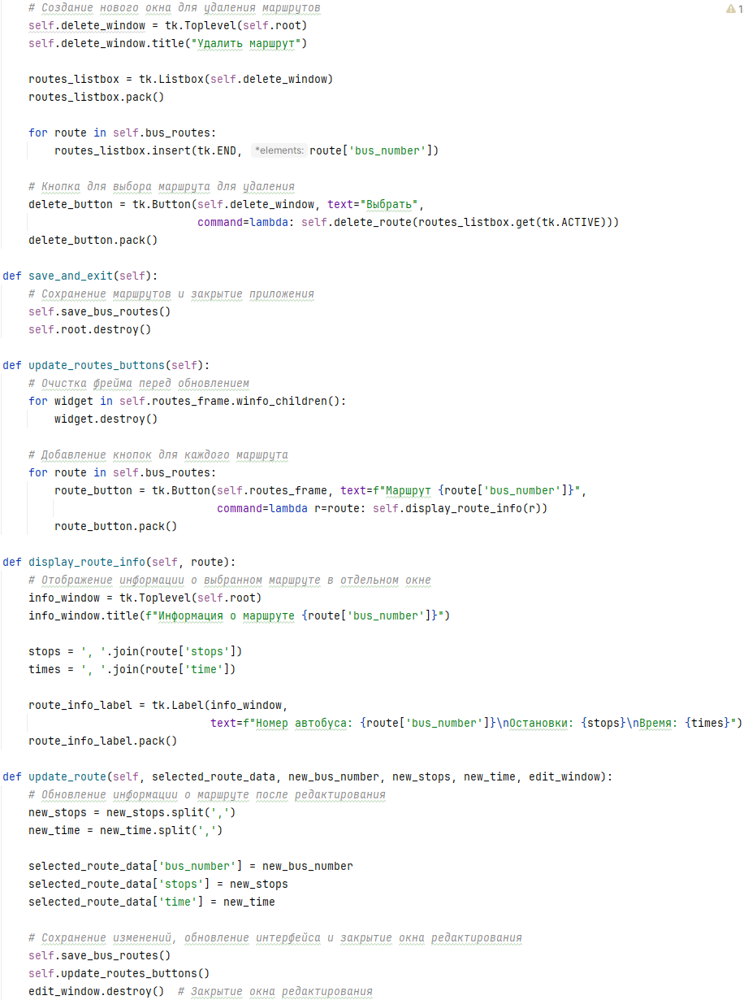 # Создание нового окна для удаления маршрутов
1
self.delete_window = tk.Toplevel(self.root)
self.delete_window.title("Удалить маршрут")
routes_listbox = tk.Listbox(self.delete_window)
routes_listbox.pack()
for route in self.bus_routes:
routes_listbox.insert(tk.END, *elements: route['bus_number'])
# Кнопка для выбора маршрута для удаления
delete_button = tk.Button(self.delete_window, text="Выбрать",
command=lambda: self.delete_route(routes_listbox.get(tk.ACTIVE)))
delete_button.pack()
def save_and_exit(self):
# Сохранение маршрутов и закрытие приложения
self.save_bus_routes()
self.root.destroy()
def update_routes_buttons(self):
# Очистка фрейма перед обновлением
for widget in self.routes_frame.winfo_children():
widget.destroy()
# Добавление кнопок для каждого маршрута
for route in self.bus_routes:
route_button = tk.Button(self.routes_frame, text=f"Маршрут {route['bus_number']}",
command=lambda r=route: self.display_route_info(r))
route_button.pack()
def display_route_info(self, route):
# Отображение информации о выбранном маршруте в отдельном окне
info_window = tk.Toplevel(self.root)
info_window.title(f"Информация о маршруте {route['bus_number']}")
stops = ', '.join(route['stops'])
times = ', '.join(route['time'])
route_info_label = tk.Label(info_window,
text=f"Номер автобуса: {route['bus_number']}\nОстановки: {stops}\nВремя: {times}")
route_info_label.pack()
def update_route(self, selected_route_data, new_bus_number, new_stops, new_time, edit_window):
# Обновление информации о маршруте после редактирования
new_stops = new_stops.split(',')
new_time = new_time.split(',')
selected_route_data['bus_number'] = new_bus_number
selected_route_data['stops'] = new_stops
selected_route_data['time'] = new_time
# Сохранение изменений, обновление интерфейса и закрытие окна редактирования
self.save_bus_routes()
self.update_routes_buttons()
edit_window.destroy()  # Закрытие окна редактирования